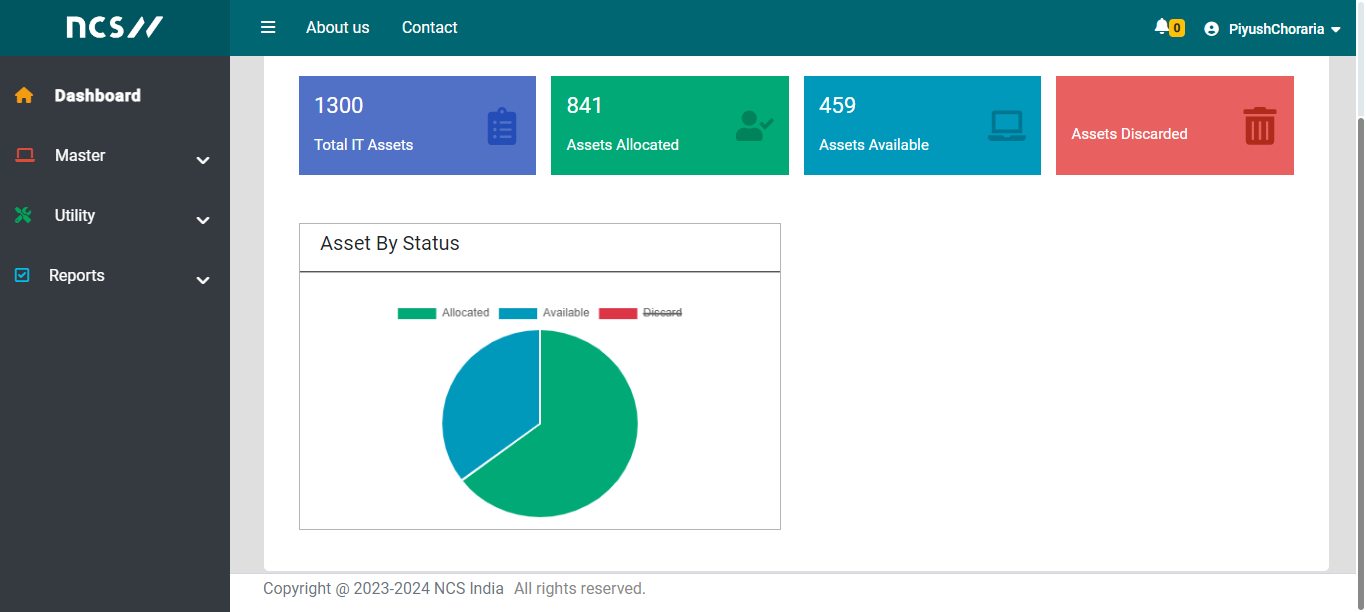 ncs
About us
Contact
0
PiyushChoraria
Dashboard
Master
Utility
Reports
1300
Total IT Assets
841
Assets Allocated
459
Assets Available
Assets Discarded
Asset By Status
Allocated
Available
Discard
Copyright @ 2023-2024 NCS India All rights reserved.